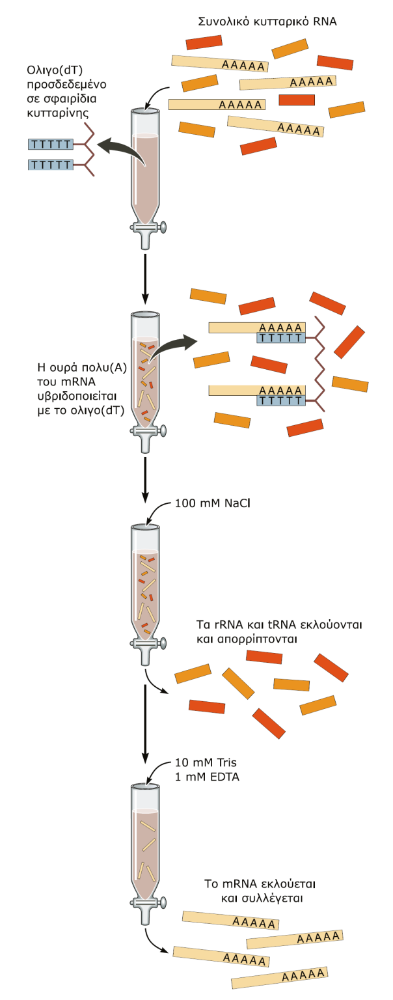 Συνολικό κυτταρικό RNA
AAAAA
AAAAA
AAAAA
AAAAA
Ολιγο(dT)
προσδεδεμένο
σε σφαιρίδια
κυτταρίνης
TTTTT
TTTTT
Η ουρά πολυ(Α)
του mRNA
υβριδοποιείται
με το ολιγο(dT)
AAAAA
TTTTT
AAAAA
TTTTT
100 mM NaCl
Τα rRNA και tRNA εκλούονται
και απορρίπτονται
10 mM Tris
1 mM EDTA
Το mRNA εκλούεται
και συλλέγεται
AAAAA
AAAAA
AAAAA
AAAAA